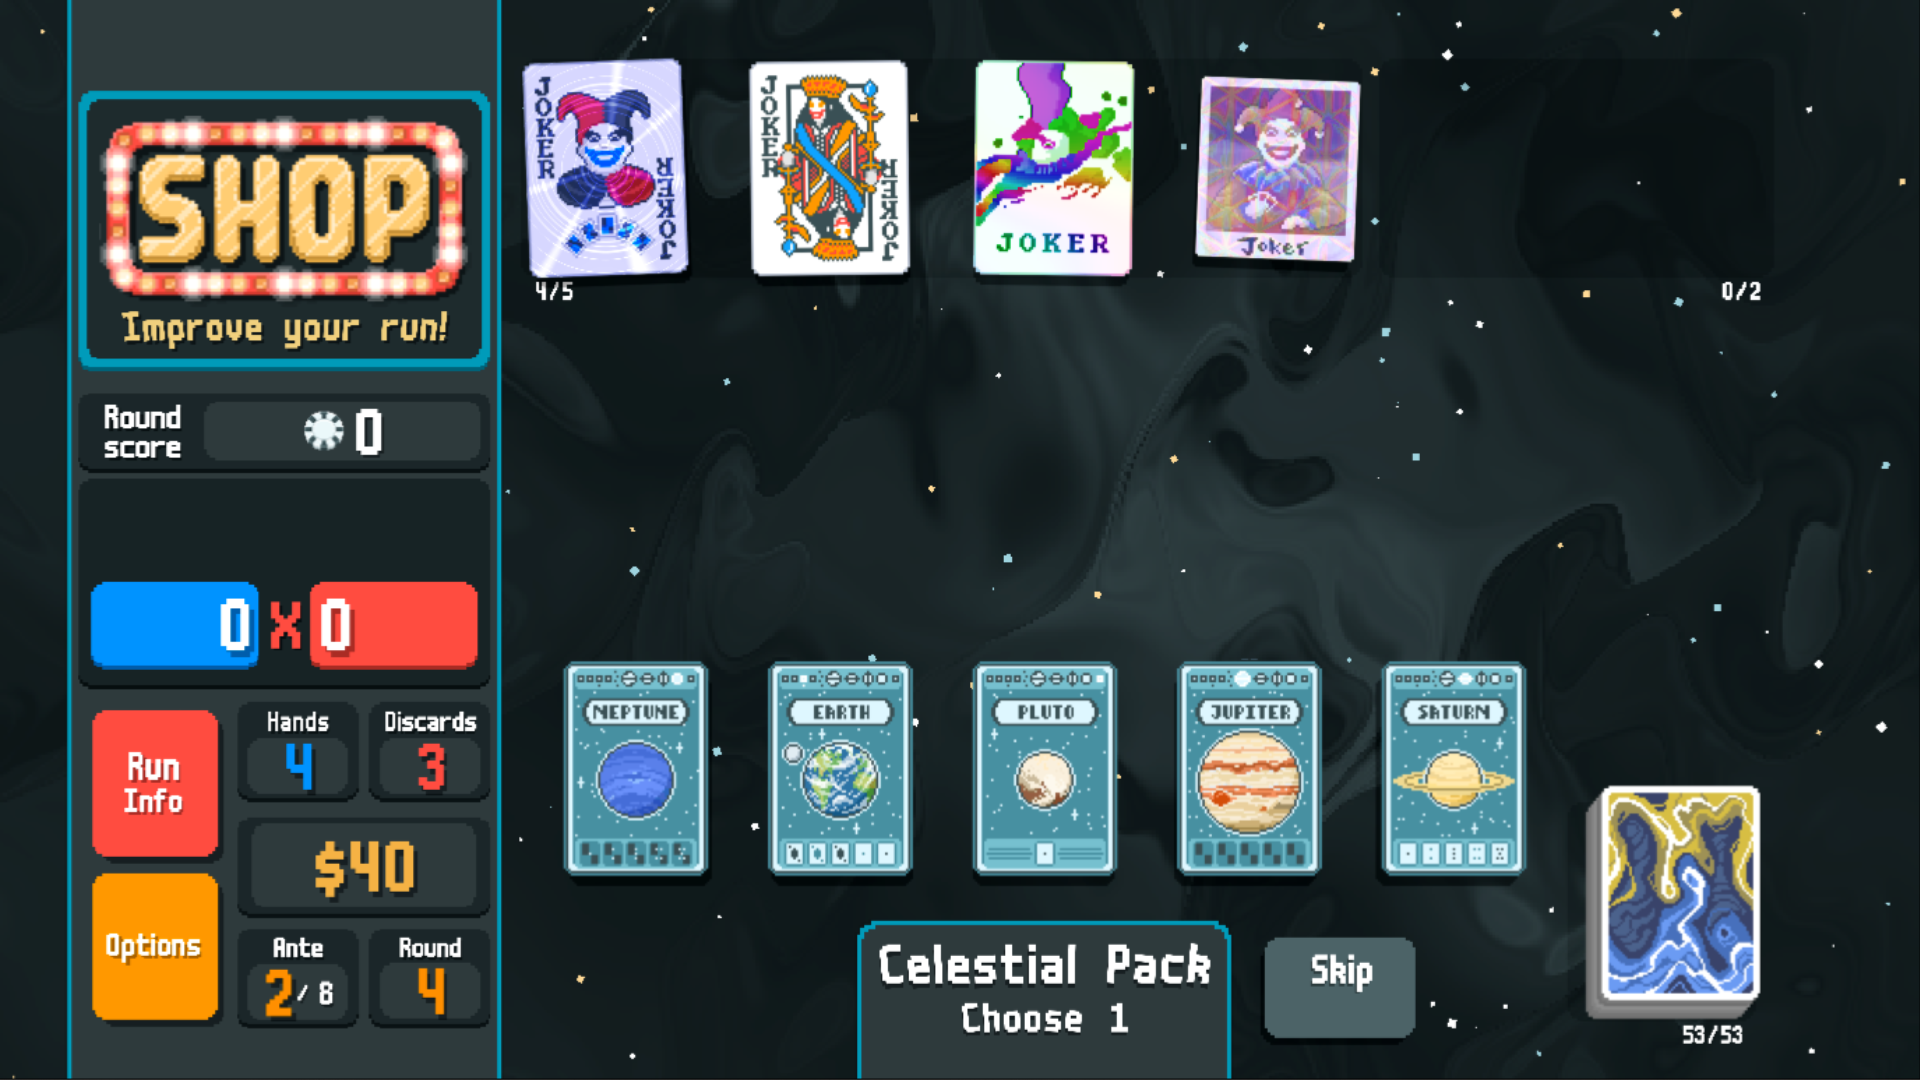 SHOP
Improve your run!
Round
score
0
0 X 0
Run
Info
Hands
4
Discards
3
$40
Options
Ante
2/8
Round
4
JOKER
JOKER
JOKER
JOKER
JOKER
Joker
4/5
0/2
NEPTUNE
EARTH
PLUTO
JUPITER
SATURN
Celestial Pack
Choose 1
Skip
53/53